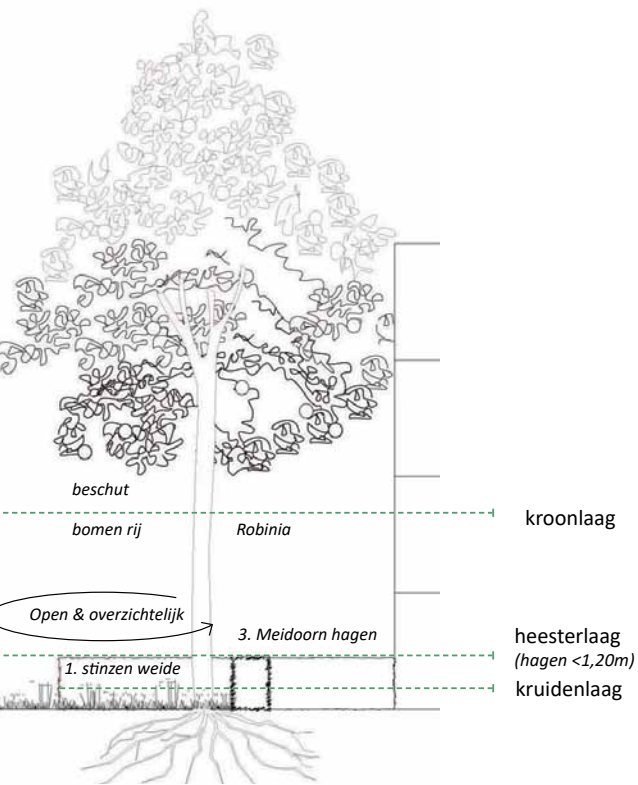 beschut
kroonlaag
bomen rij
Robinia
Open & overzichtelijk
3. Meidoorn hagen
heesterlaag
(hagen <1,20m)
1. stinzen weide
kruidenlaag